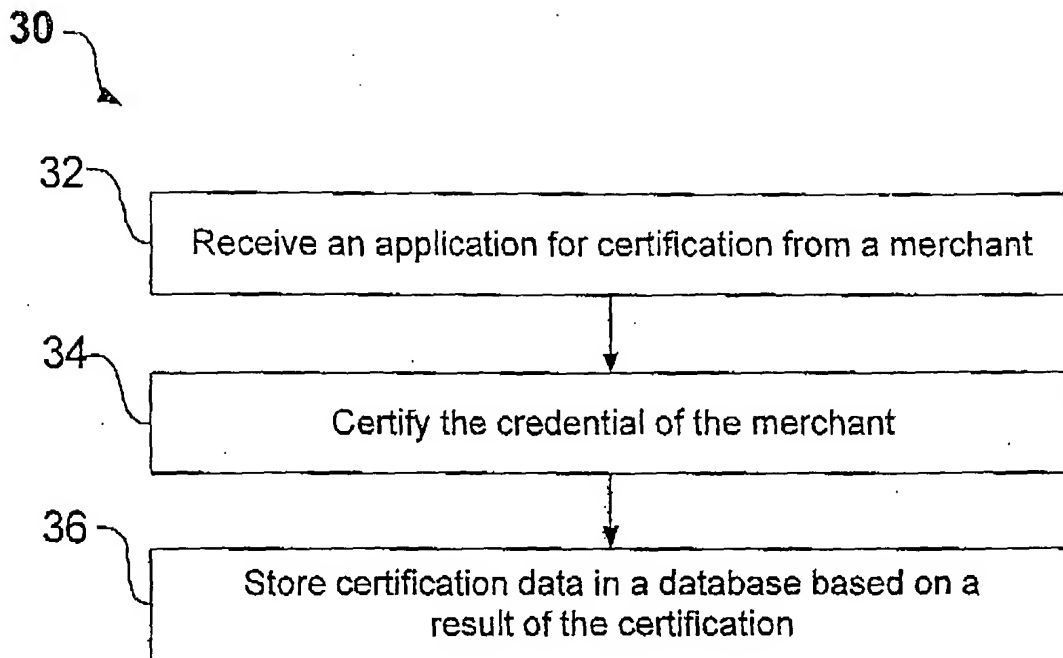 30
32
Receive an application for certification from a merchant
34
Certify the credential of the merchant
36
Store certification data in a database based on a
result of the certification